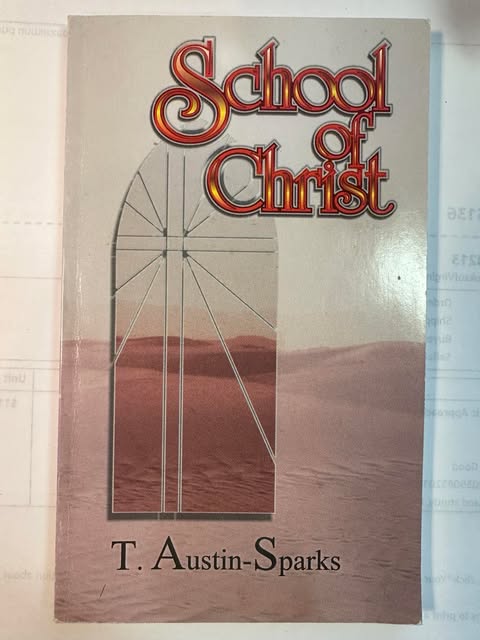 School
of
Christ
T. Austin-Sparks